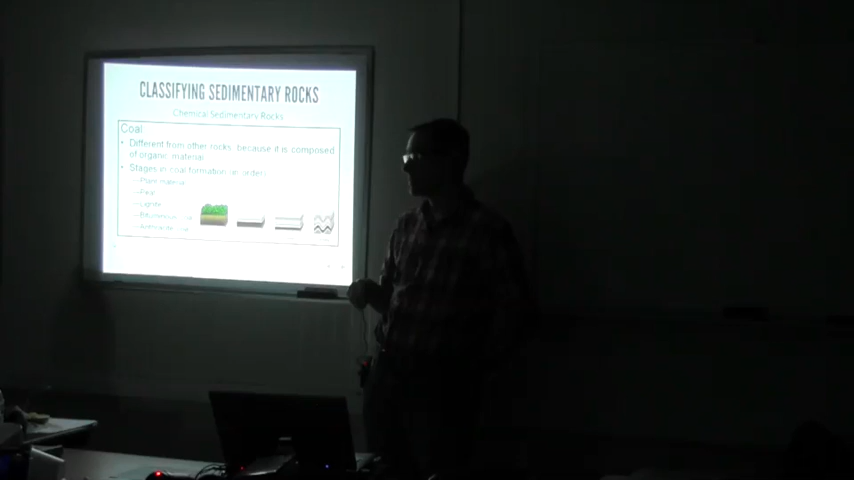 CLASSIFYING SEDIMENTARY ROCKS
Chemical Sedimentary Rocks
Coal
• Different from other rocks because it is composed
of organic material
• Stages in coal formation (in order)
—Plant material
—Peat
—Lignite
—Bituminous